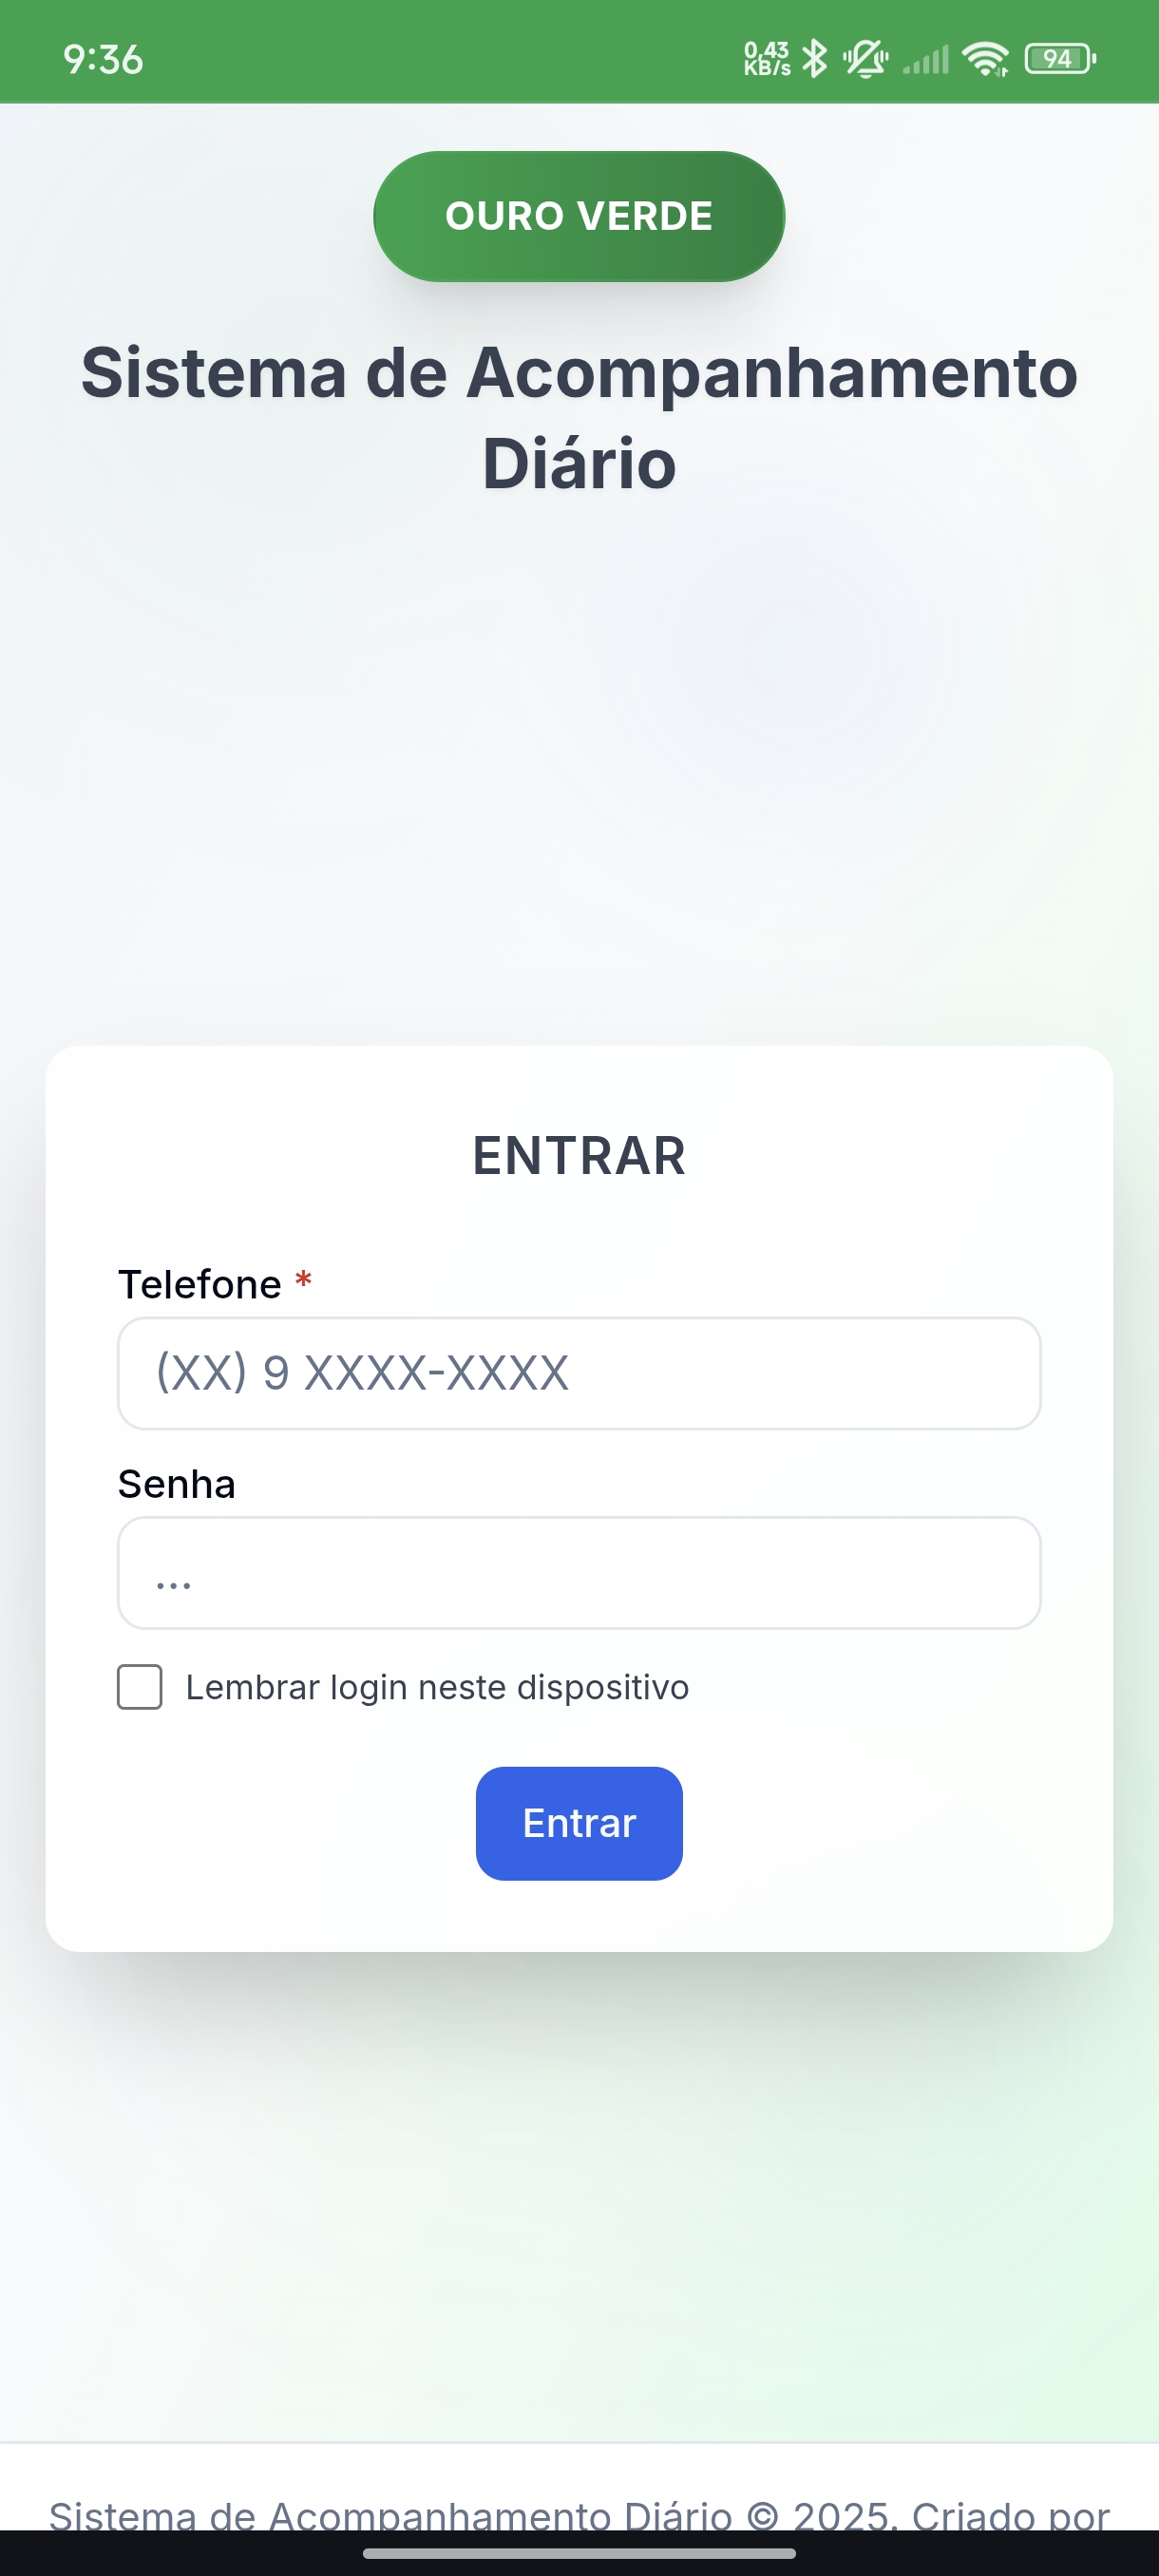 9:36
0,43
KB/s
94
OURO VERDE
Sistema de Acompanhamento
Diário
ENTRAR
Telefone *
(XX) 9 XXXX-XXXX
Senha
...
Lembrar login neste dispositivo
Entrar
Sistema de Acompanhamento Diário © 2025. Criado por